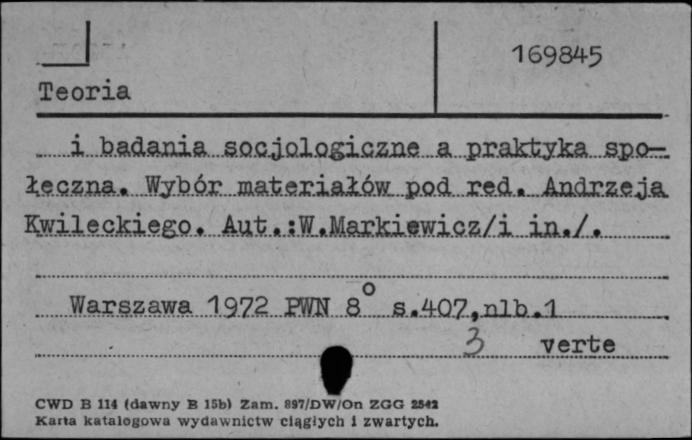 169845
Teoria
i badania socjologiczne a praktyka spo-
łeczna. Wybór materiałów pod red. Andrzeja
Kwileckiego. Aut.:W.Markiewicz/i in./.
Warszawa 1972 PWN 8° s.407,nlb.1
3 verte
CWD B 114 (dawny B 15b) Zam. 897/DW/On ZGG 2542
Karta katalogowa wydawnictw ciągłych i zwartych.